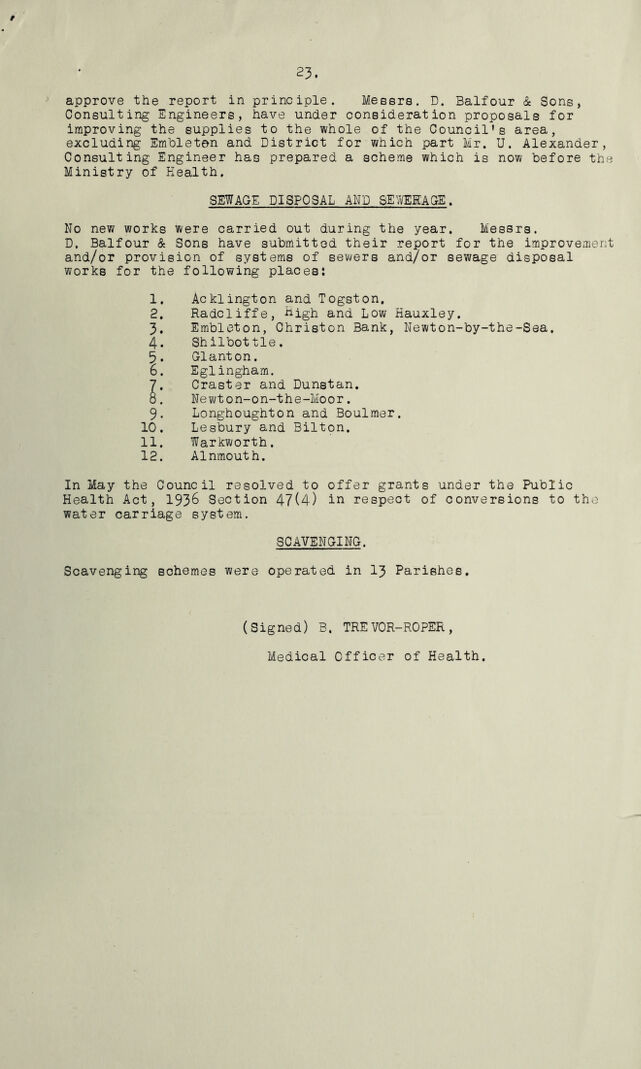 23.
approve the report in principle. Messrs. D. Balfour & Sons,
Consulting Engineers, have under consideration proposals for
improving the supplies to the whole of the Council's area,
excluding Embleton and District for which part Mr. U. Alexander,
Consulting Engineer has prepared a scheme which is now before the
Ministry of Health.
SEWAGE DISPOSAL AND SEWERAGE.
No new works were carried out during the year. Messrs.
D. Balfour & Sons have submitted their report for the improvement
and/or provision of systems of sewers and/or sewage disposal
works for the following places:
1. Acklington and Togston.
2. Radcliffe, High and Low Hauxley.
3. Embleton, Christon Bank, Newton-by-the-Sea.
4. Shilbottle.
5. Glanton.
6. Eglingham.
7. Craster and Dunstan.
8. Newton-on-the-Moor.
9. Longhoughton and Boulmer.
10. Lesbury and Bilton.
11. Warkworth.
12. Alnmouth.
In May the Council resolved to offer grants under the Public
Health Act, 1936 Section 47(4) in respect of conversions to the
water carriage system.
SCAVENGING.
Scavenging schemes were operated in 13 Parishes.
(Signed) B. TREVOR-ROPER,
Medical Officer of Health.